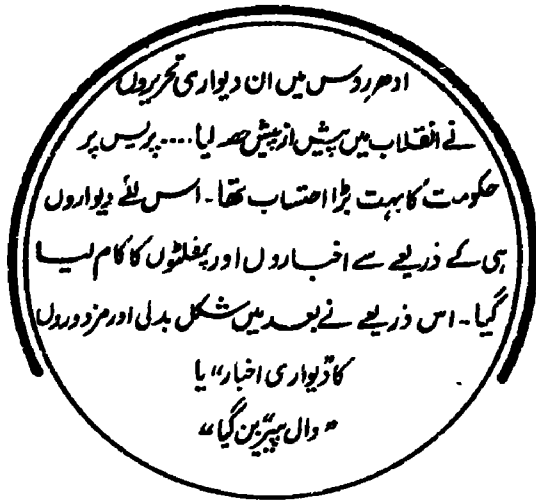 ادھر روس میں ان دیواری تحریروں
نے انقلاب میں پیش از پیش حصہ لیا.... پریس پر
حکومت کا بہت بڑا احتساب تھا۔ اس لئے دیواروں
ہی کے ذریعے سے اخباروں اور پمفلٹوں کا کام لیا
گیا۔ اس ذریعے نے بعد میں شکل بدلی اور مزدوروں
کا "دیواری اخبار" یا
"وال پیپر بن گیا"